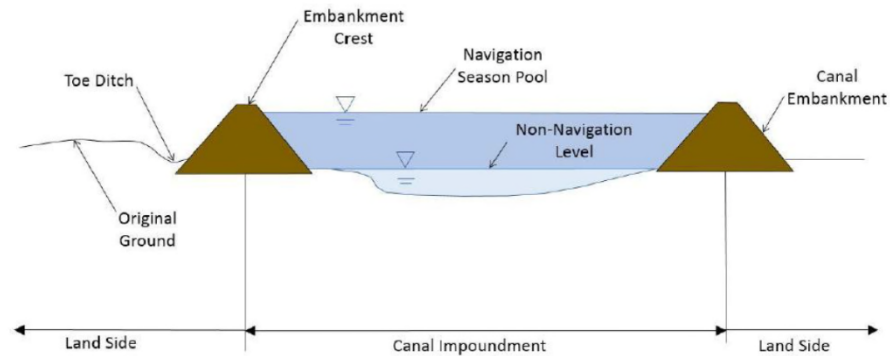 Embankment
Crest
Toe Ditch
Navigation
Season Pool
Canal
Embankment
Non-Navigation
Level
Original
Ground
Land Side
Canal Impoundment
Land Side